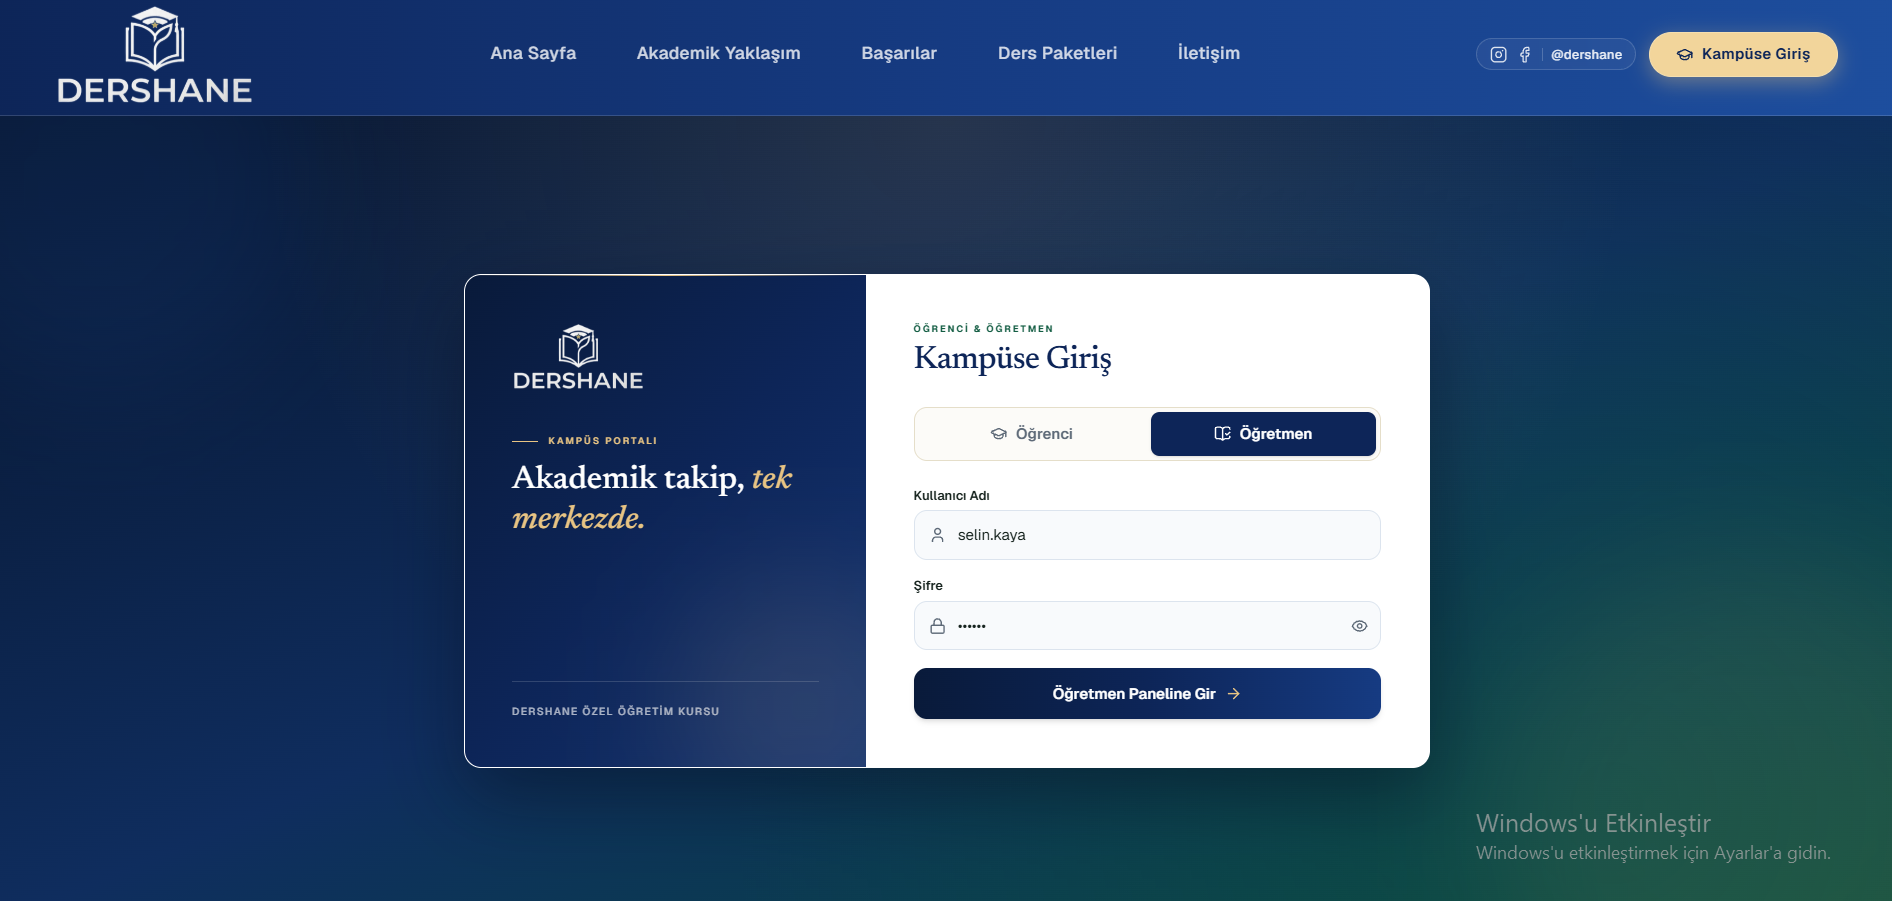 DERSHANE
Ana Sayfa
Akademik Yaklaşım
Başarılar
Ders Paketleri
İletişim
@dershane
Kampüse Giriş
DERSHANE
KAMPÜS PORTALI
Akademik takip, tek
merkezde.
DERSHANE ÖZEL ÖĞRETİM KURSU
ÖĞRENCİ & ÖĞRETMEN
Kampüse Giriş
Öğrenci
Öğretmen
Kullanıcı Adı
selin.kaya
Şifre
••••••
Öğretmen Paneline Gir →
Windows'u Etkinleştir
Windows'u etkinleştirmek için Ayarlar'a gidin.